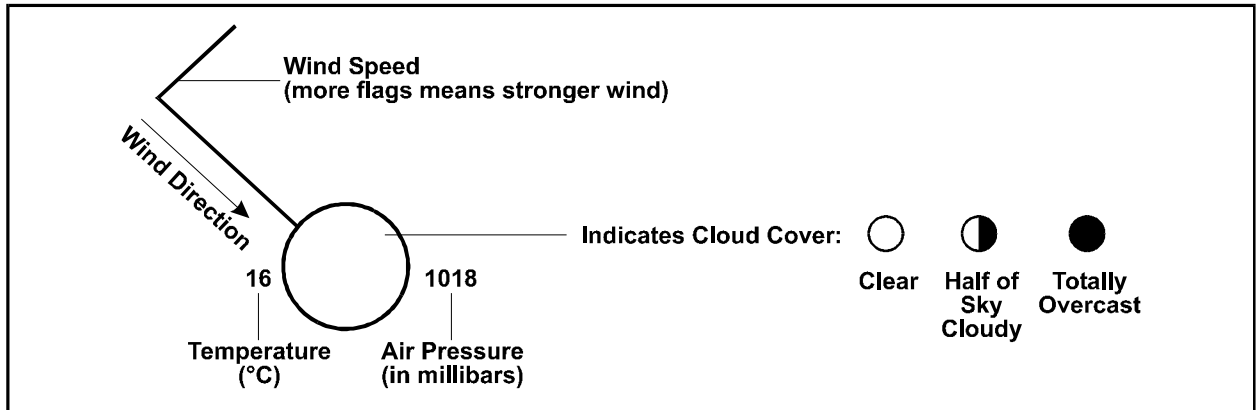 Wind Speed
(more flags means stronger wind)
Wind Direction
Indicates Cloud Cover:
16
1018
Clear
Half of
Sky
Cloudy
Totally
Overcast
Temperature
(°C)
Air Pressure
(in millibars)